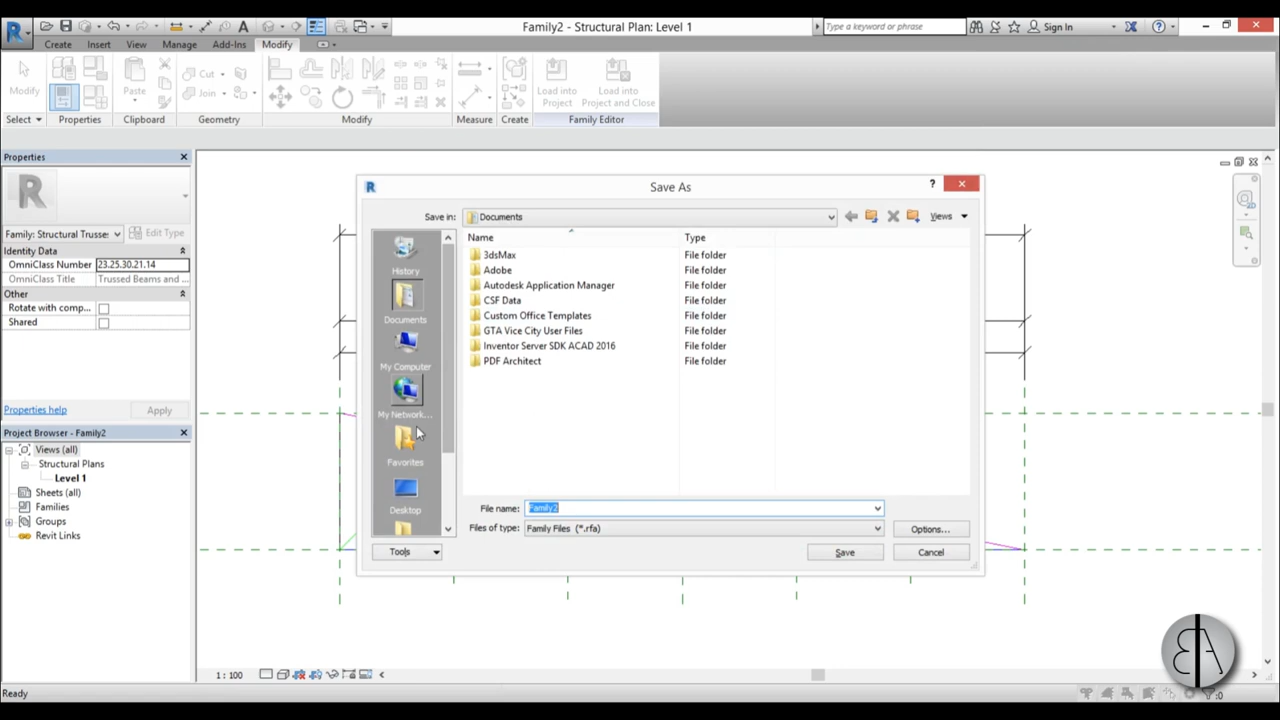 Family2 - Structural Plan: Level 1
Type a keyword or phrase
Sign In
Create Insert View Manage Add-Ins Modify
Modify
Paste
Cut
Join
Load into Project
Load into Project and Close
Select Properties Clipboard Geometry Modify Measure Create Family Editor
Properties
R
Family: Structural Trusse
Edit Type
Identity Data
OmniClass Number 23.25.30.21.14
OmniClass Title Trussed Beams and ...
Other
Rotate with comp...
Shared
Properties help
Apply
Project Browser - Family2
Views (all)
Structural Plans
Level 1
Sheets (all)
Families
Groups
Revit Links
Save As
Save in: Documents
Views
Name Type
3dsMax File folder
Adobe File folder
Autodesk Application Manager File folder
CSF Data File folder
Custom Office Templates File folder
GTA Vice City User Files File folder
Inventor Server SDK ACAD 2016 File folder
PDF Architect File folder
History
Documents
My Computer
My Network...
Favorites
Desktop
File name: Family2
Files of type: Family Files (*.rfa)
Options...
Tools
Save
Cancel
1 : 100
Ready
:0
BA